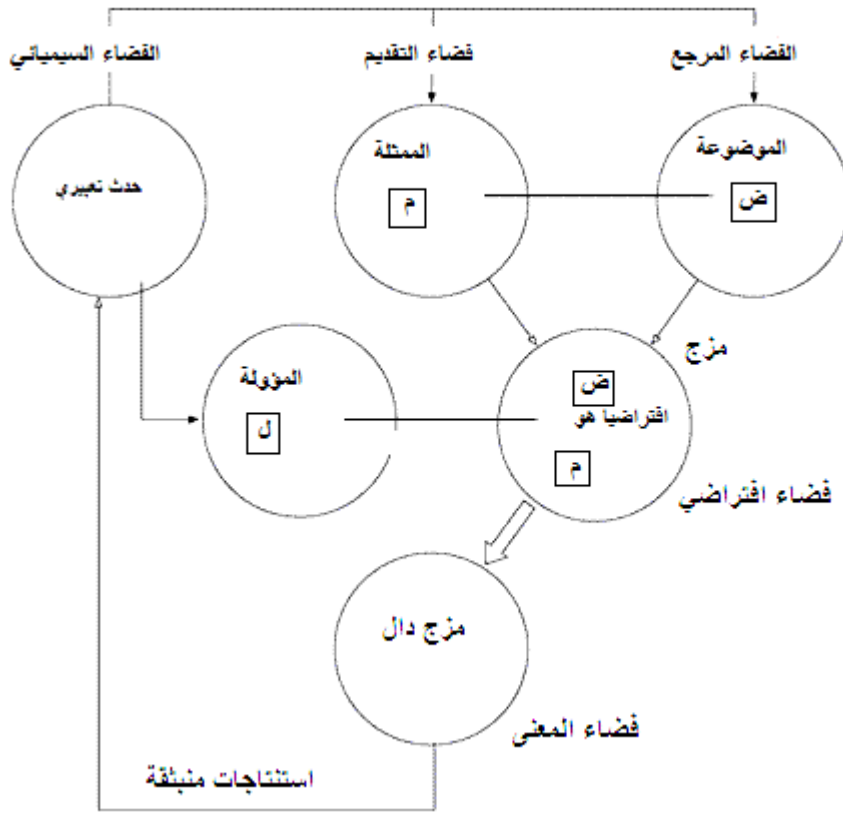 الفضاء المرجع
فضاء التقديم
الفضاء السيميائي
الموضوعة
ض
الممثلة
م
حدث تعبيري
مزج
المؤولة
ل
ض
افتراضيا هو
م
فضاء افتراضي
مزج دال
فضاء المعنى
استنتاجات منبثقة